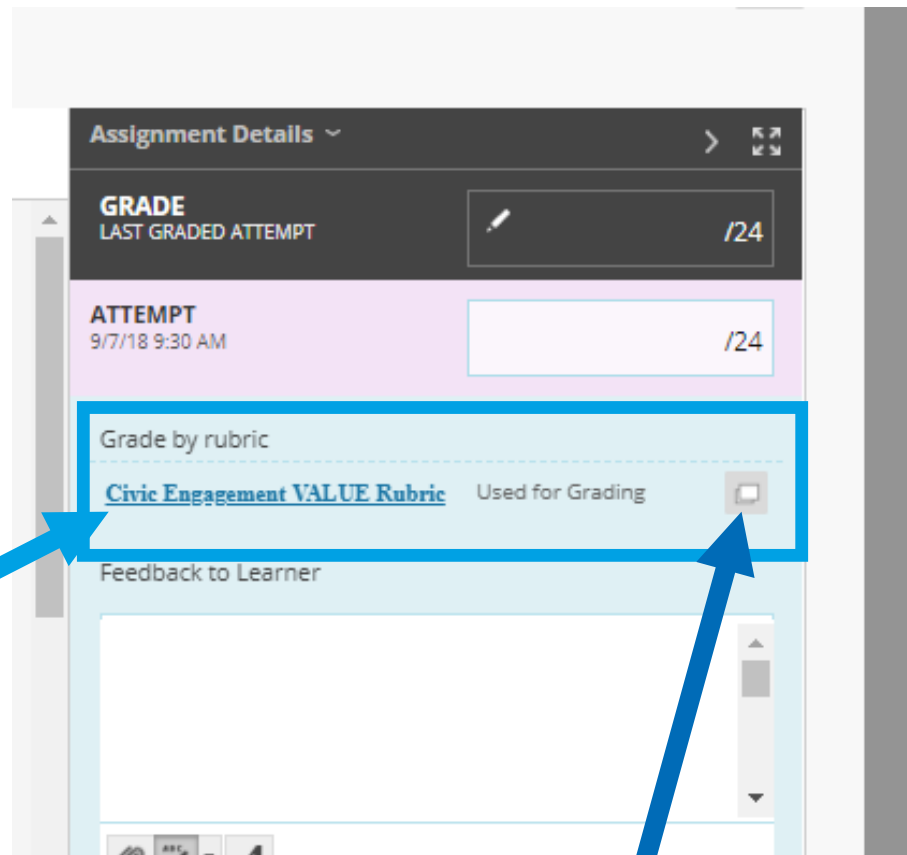 Assignment Details
GRADE
LAST GRADED ATTEMPT
/24
ATTEMPT
9/7/18 9:30 AM
/24
Grade by rubric
Civic Engagement VALUE Rubric Used for Grading
Feedback to Learner